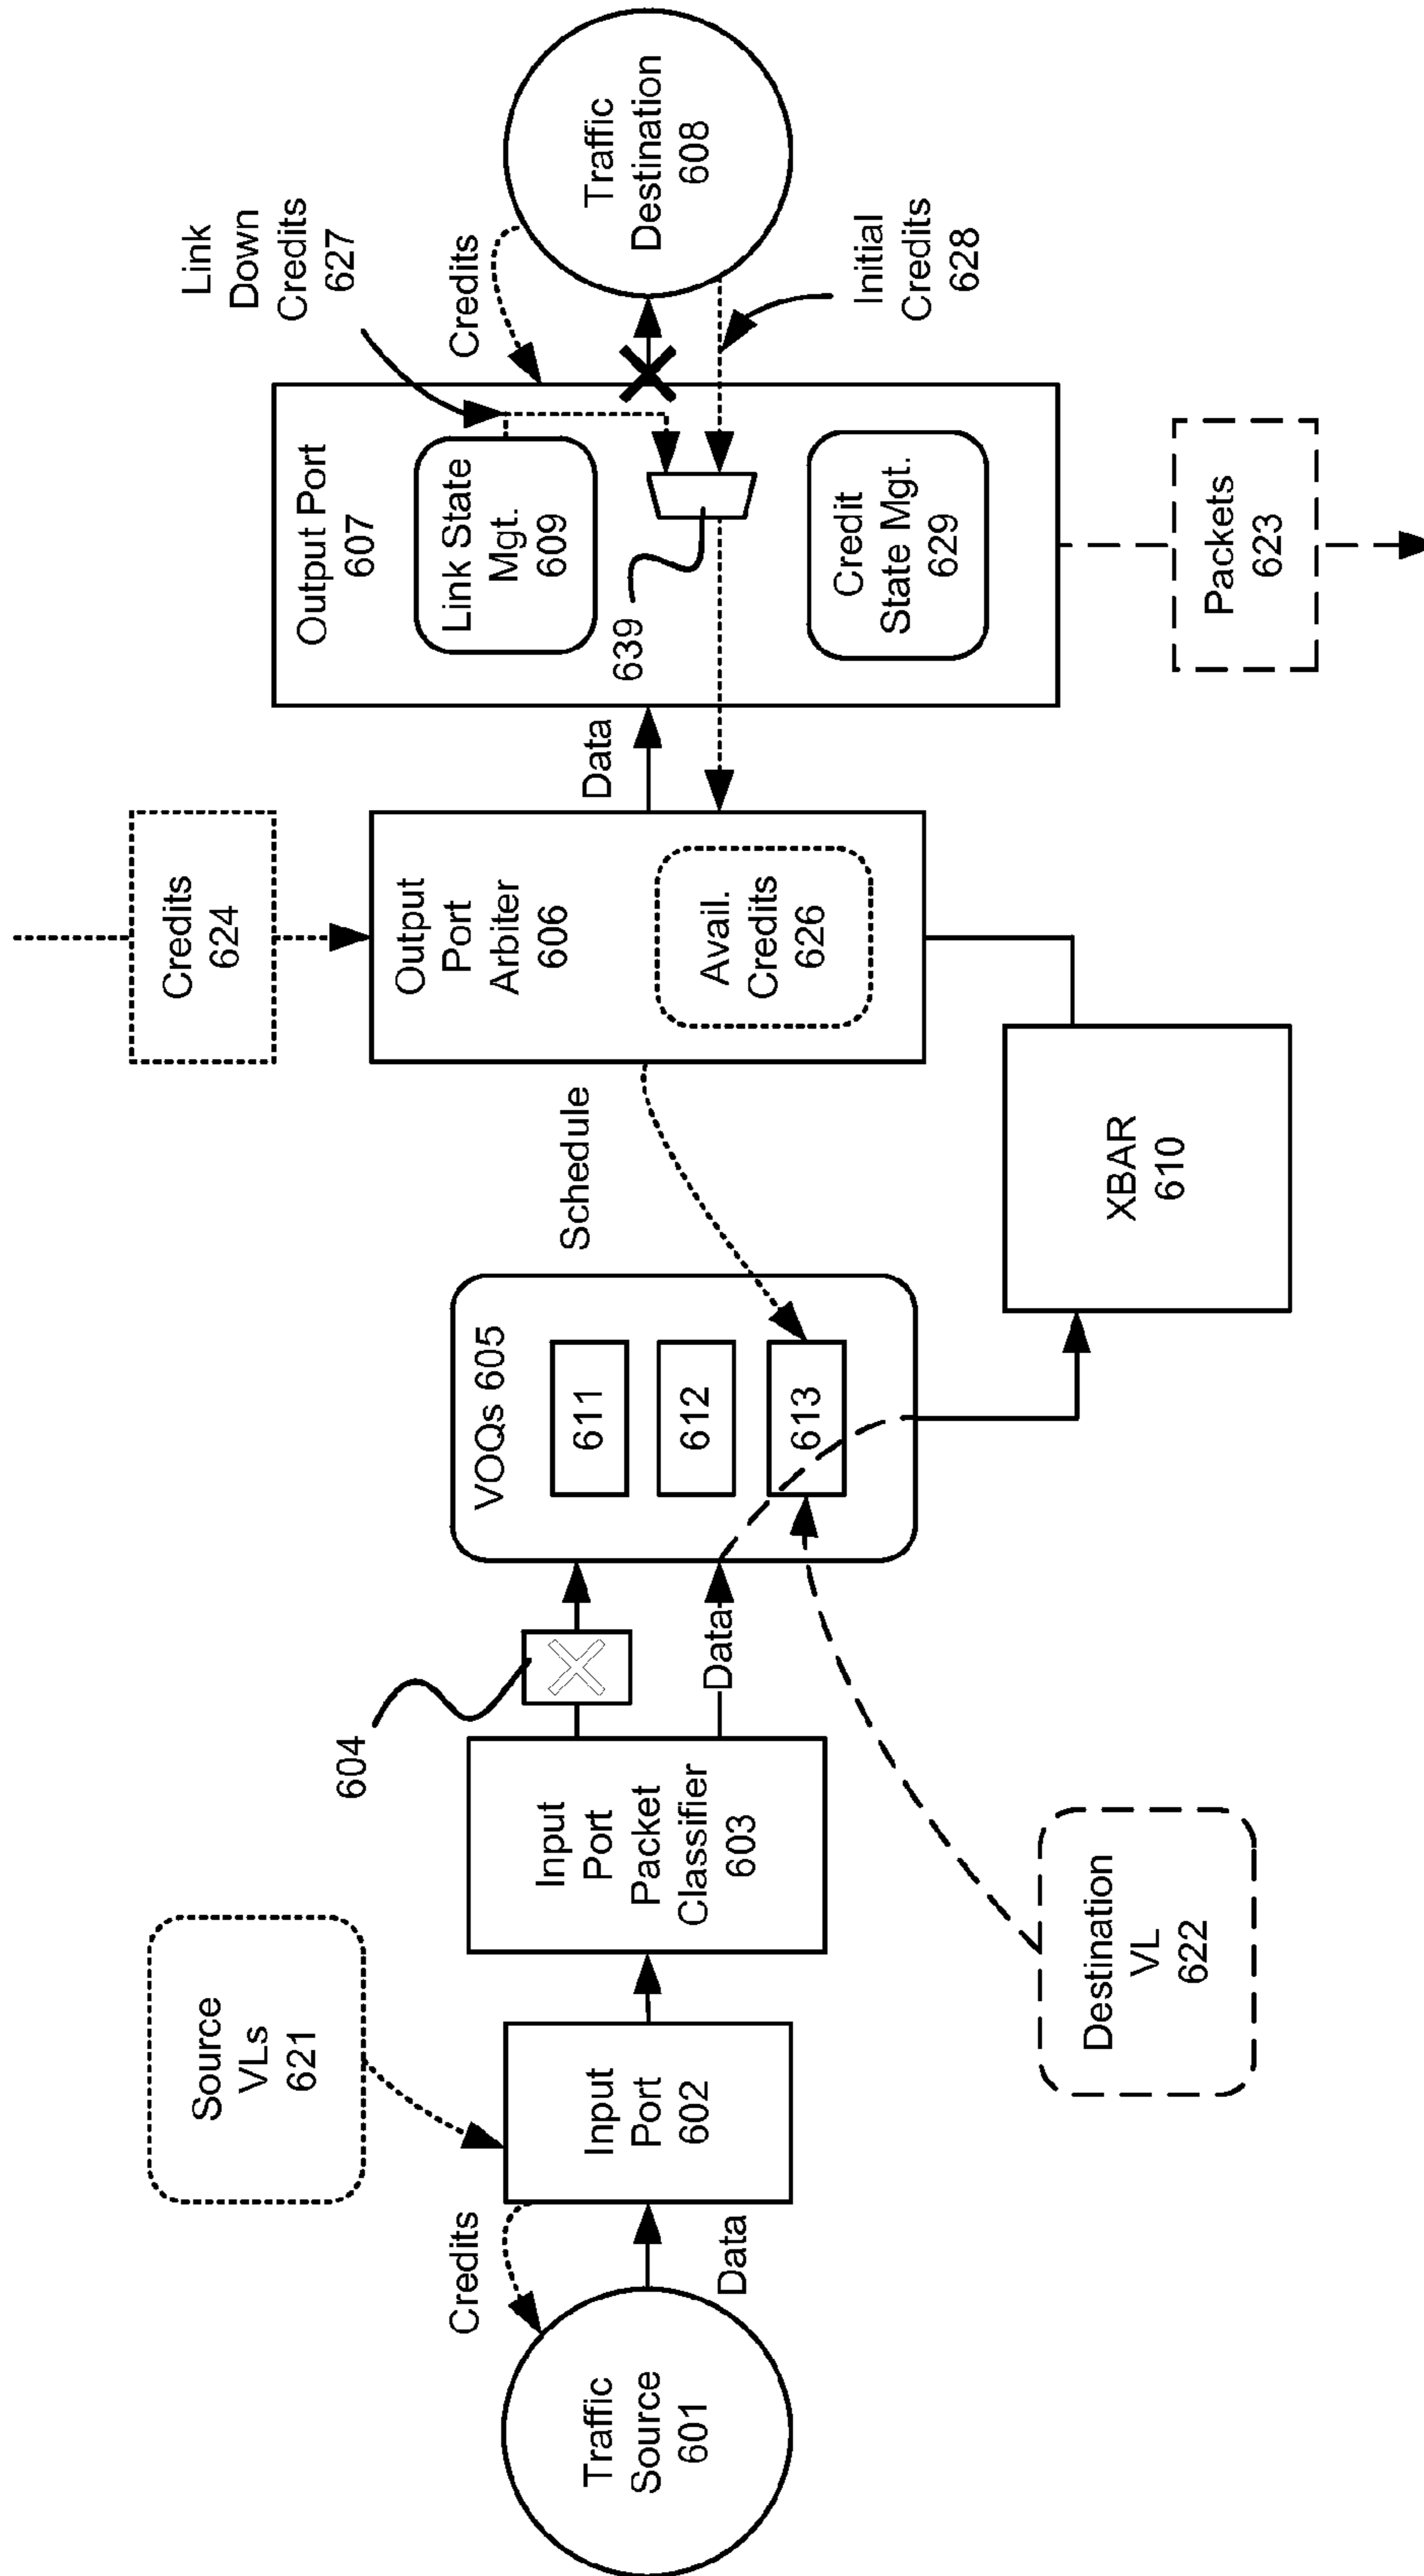 Source
VLs
621
Credits
624
Link
Down
Credits
627
604
Credits
Traffic
Source
601
Data
Input
Port
602
Input
Port
Packet
Classifier
603
Data
VOQs 605
611
612
613
Schedule
Output
Port
Arbiter
606
Avail.
Credits
626
Data
Output Port
607
Link State
Mgt.
609
639
Credit
State Mgt.
629
Credits
Traffic
Destination
608
Initial
Credits
628
Destination
VL
622
XBAR
610
Packets
623